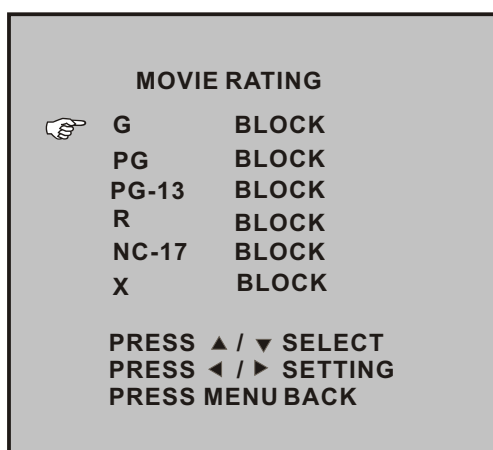 MOVIE RATING
G BLOCK
PG BLOCK
PG-13 BLOCK
R BLOCK
NC-17 BLOCK
X BLOCK
PRESS ▲ / ▼ SELECT
PRESS ◀ / ▶ SETTING
PRESS MENU BACK